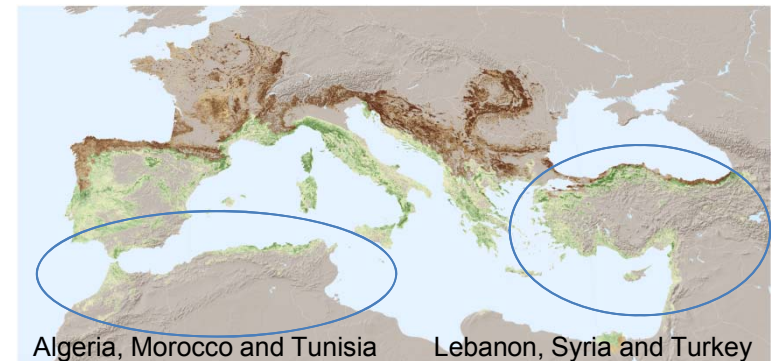 Algeria, Morocco and Tunisia
Lebanon, Syria and Turkey